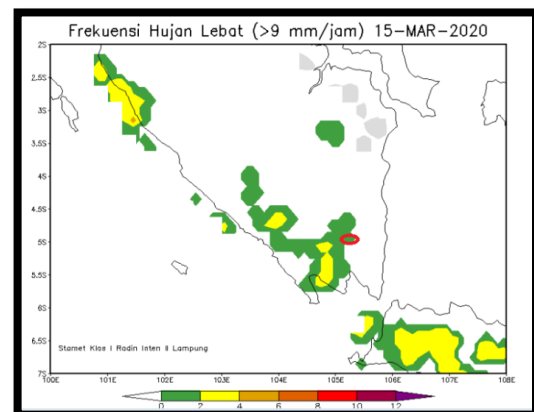 Frekuensi Hujan Lebat (>9 mm/jam) 15-MAR-2020
2S
2.5S
3S
3.5S
4S
4.5S
5S
5.5S
6S
6.5S
7S
Stamet Klas I Radin Inten II Lampung
100E 101E 102E 103E 104E 105E 106E 107E 108E
0 2 4 6 8 10 12